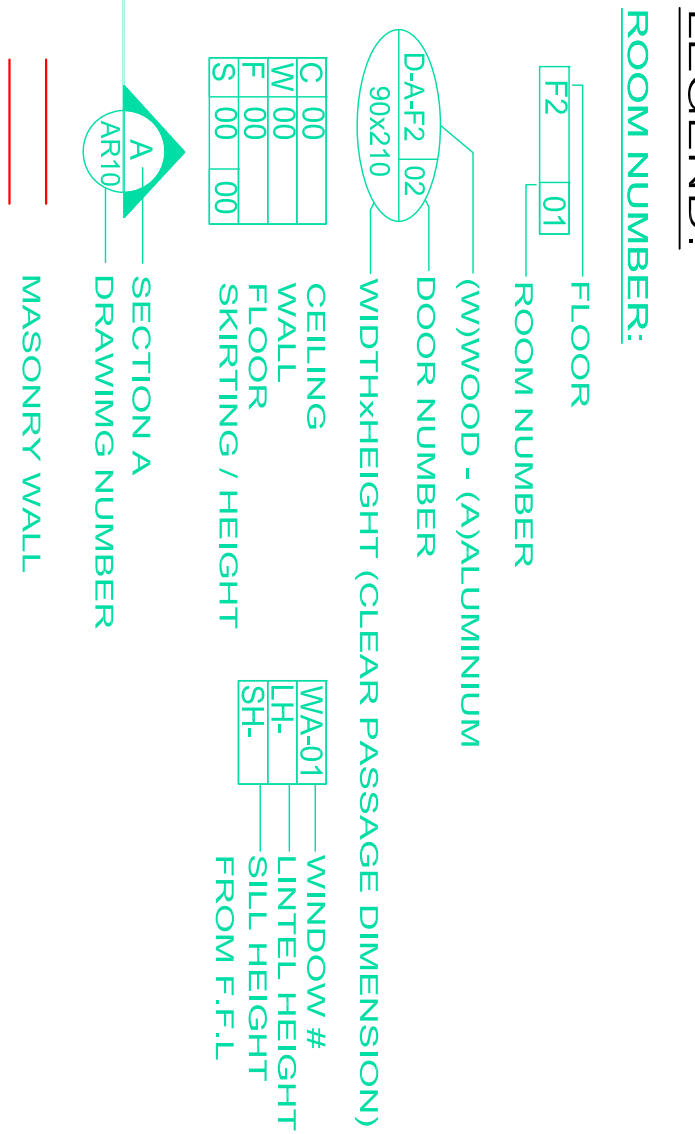 LEGEND:
ROOM NUMBER:
F2 01
FLOOR
ROOM NUMBER
D-A-F2 02
90x210
(W)WOOD - (A)ALUMINIUM
DOOR NUMBER
WIDTHxHEIGHT (CLEAR PASSAGE DIMENSION)
C 00
W 00
F 00
S 00 00
CEILING
WALL
FLOOR
SKIRTING / HEIGHT
WA-01
LH-
SH-
WINDOW #
LINTEL HEIGHT
SILL HEIGHT
FROM F.F.L
A
AR10
SECTION A
DRAWIMG NUMBER
MASONRY WALL